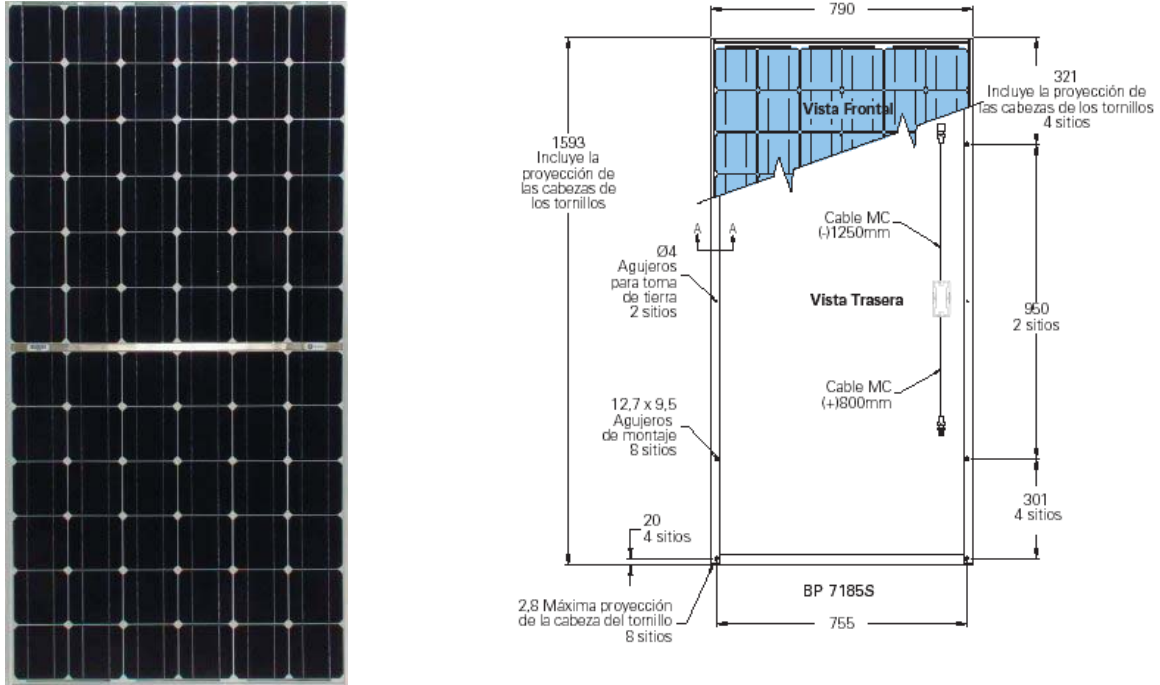 790
321
Incluye la proyección de
las cabezas de los tornillos
4 sitios
Vista Frontal
1593
Incluye la
proyección de
las cabezas de
los tornillos
Cable MC
(-)1250mm
A A
Ø4
Agujeros
para toma
de tierra
2 sitios
Vista Trasera
950
2 sitios
Cable MC
(+)800mm
12,7 x 9,5
Agujeros
de montaje
8 sitios
301
4 sitios
20
4 sitios
BP 7185S
2,8 Máxima proyección
de la cabeza del tornillo
8 sitios
755